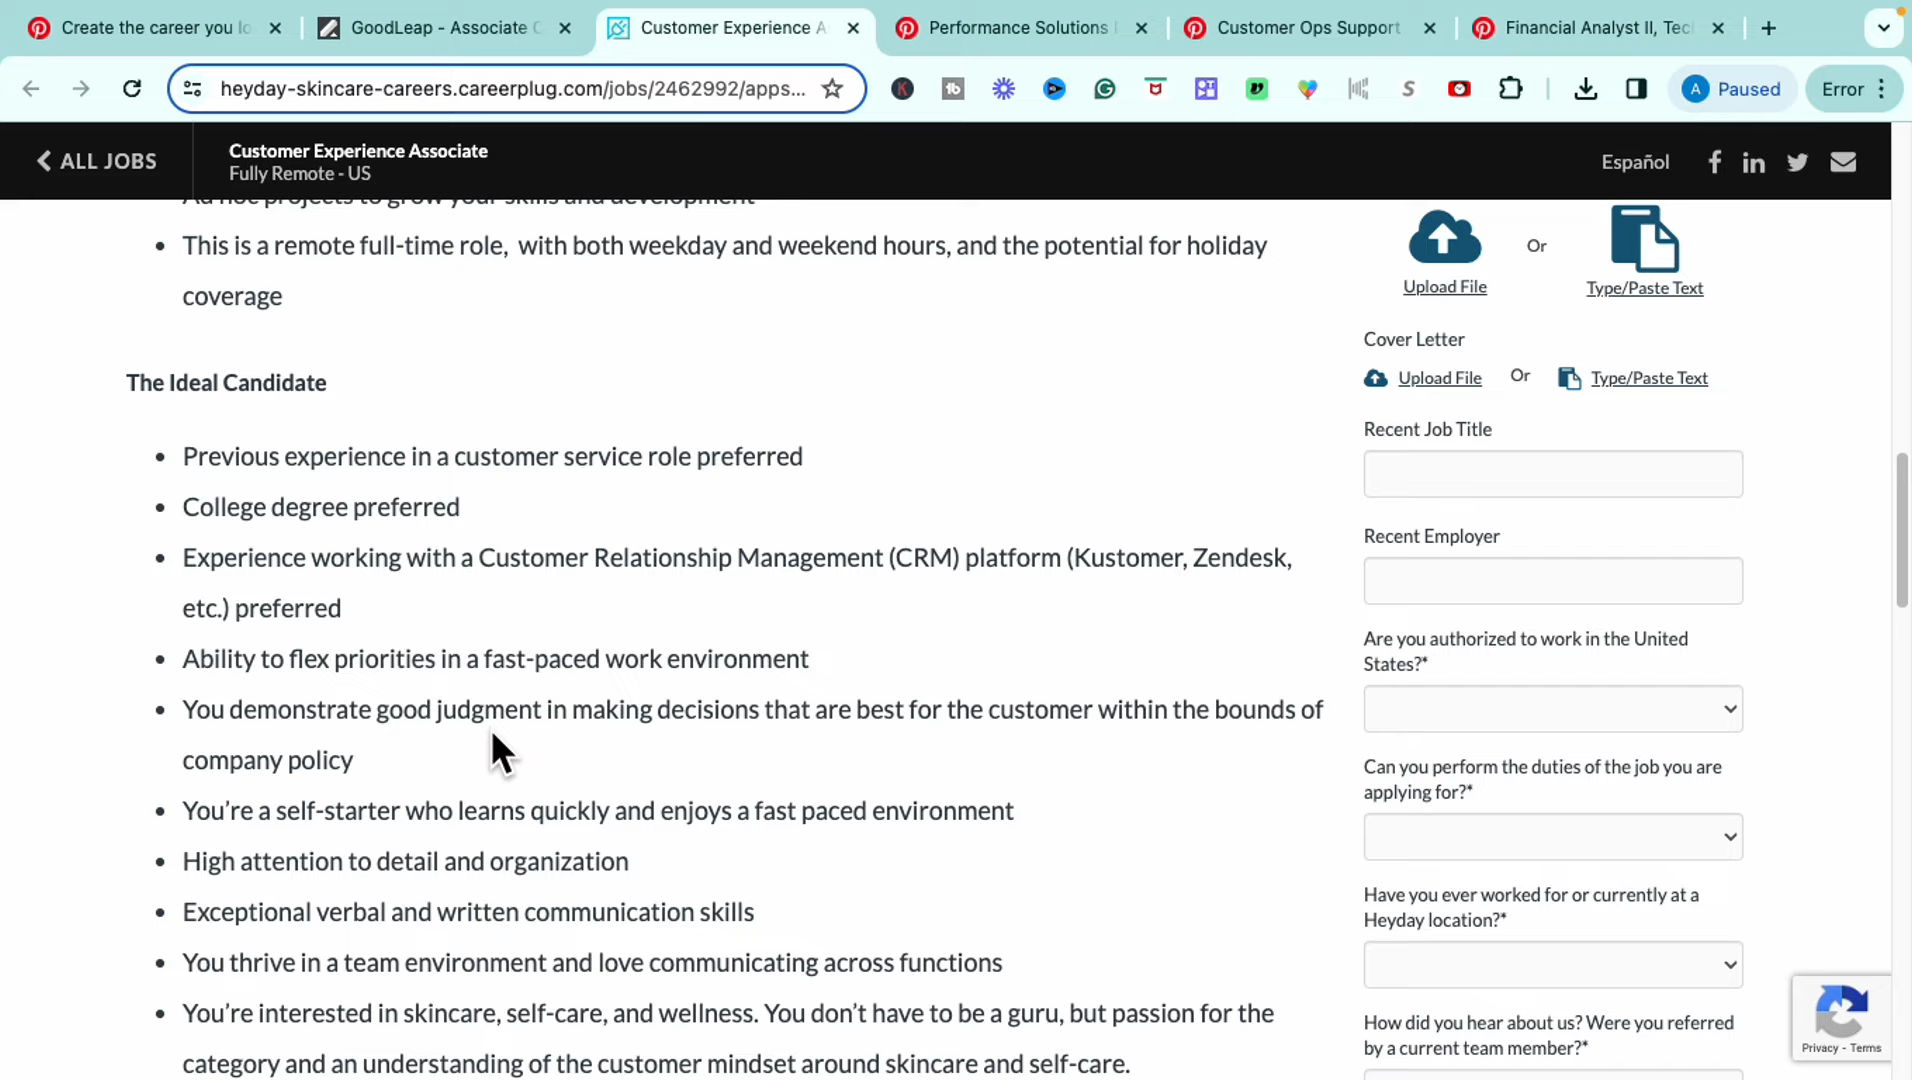 Create the career you lo
GoodLeap - Associate C
Customer Experience A
Performance Solutions
Customer Ops Support
Financial Analyst II, Tec
heyday-skincare-careers.careerplug.com/jobs/2462992/apps...
A
Paused
Error
ALL JOBS
Customer Experience Associate
Fully Remote - US
Español
Ad hoc projects to grow your skills and development
• This is a remote full-time role, with both weekday and weekend hours, and the potential for holiday
coverage
The Ideal Candidate
• Previous experience in a customer service role preferred
• College degree preferred
• Experience working with a Customer Relationship Management (CRM) platform (Kustomer, Zendesk,
etc.) preferred
• Ability to flex priorities in a fast-paced work environment
• You demonstrate good judgment in making decisions that are best for the customer within the bounds of
company policy
• You’re a self-starter who learns quickly and enjoys a fast paced environment
• High attention to detail and organization
• Exceptional verbal and written communication skills
• You thrive in a team environment and love communicating across functions
• You’re interested in skincare, self-care, and wellness. You don’t have to be a guru, but passion for the
category and an understanding of the customer mindset around skincare and self-care.
Upload File
Or
Type/Paste Text
Cover Letter
Upload File
Or
Type/Paste Text
Recent Job Title
Recent Employer
Are you authorized to work in the United
States?*
Can you perform the duties of the job you are
applying for?*
Have you ever worked for or currently at a
Heyday location?*
How did you hear about us? Were you referred
by a current team member?*
Privacy - Terms